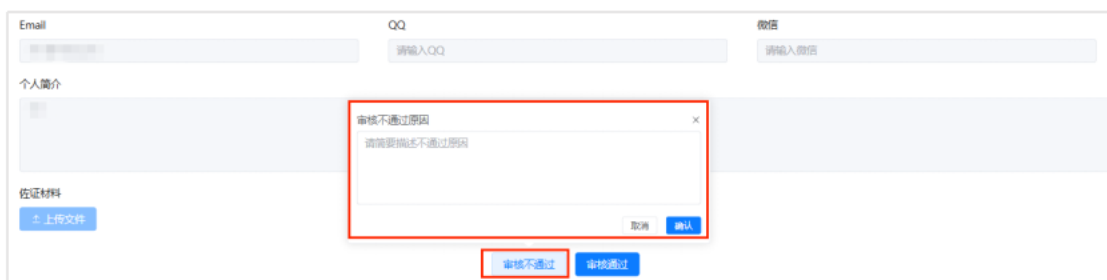 Email
QQ
微信
请输入QQ
请输入微信
个人简介
审核不通过原因
请简要描述不通过原因
佐证材料
上传文件
取消
确认
审核不通过
审核通过